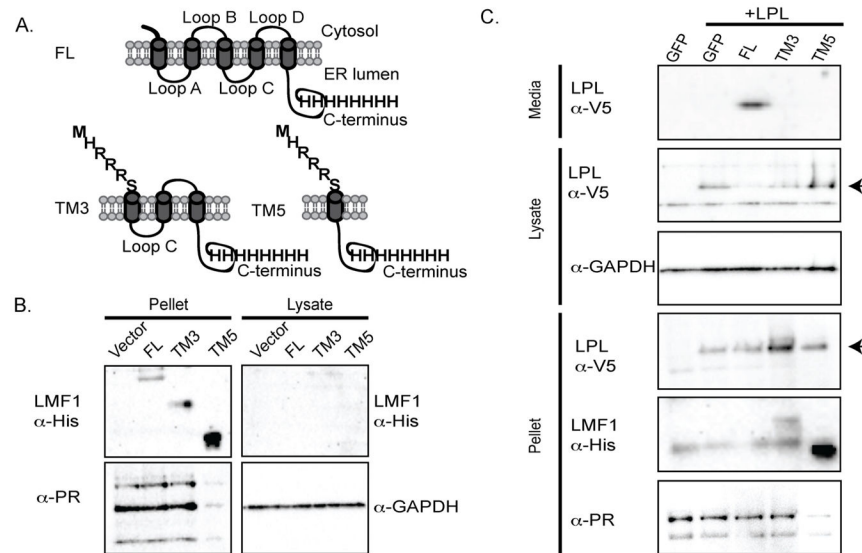 A.
Loop B
Loop D
Cytosol
FL
ER lumen
Loop A
Loop C
HHHHHHHH
C-terminus
M
H
R
R
R
S
M
H
R
R
R
S
TM3
TM5
Loop C
HHHHHHHH
C-terminus
HHHHHHHH
C-terminus
B.
Pellet
Lysate
Vector
FL
TM3
TM5
Vector
FL
TM3
TM5
LMF1
α-His
LMF1
α-His
α-PR
α-GAPDH
C.
+LPL
GFP
GFP
FL
TM3
TM5
Media
LPL
α-V5
Lysate
LPL
α-V5
α-GAPDH
Pellet
LPL
α-V5
LMF1
α-His
α-PR